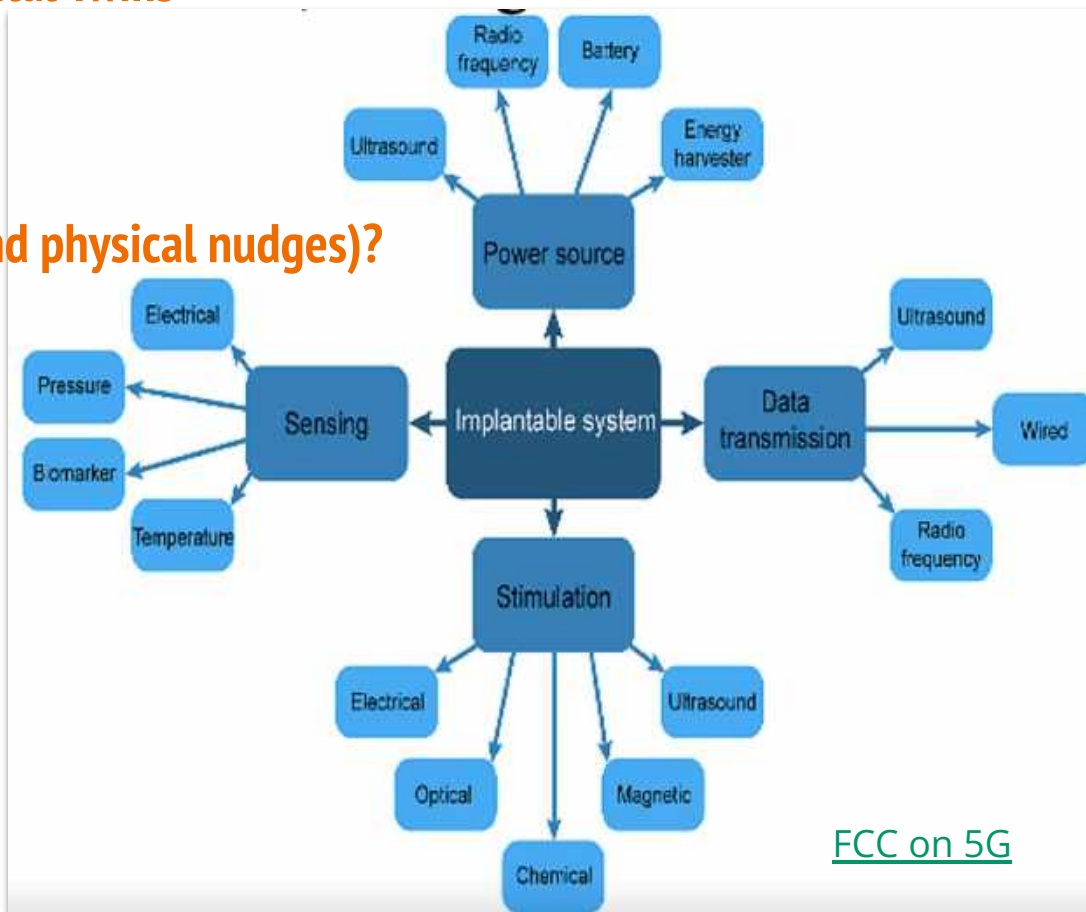 Radio
frequency
Battery
Ultrasound
Energy
harvester
Power source
nd physical nudges)?
Electrical
Pressure
Biomarker
Temperature
Sensing
Implantable system
Data
transmission
Ultrasound
Wired
Radio
frequency
Stimulation
Electrical
Optical
Chemical
Magnetic
Ultrasound
FCC on 5G